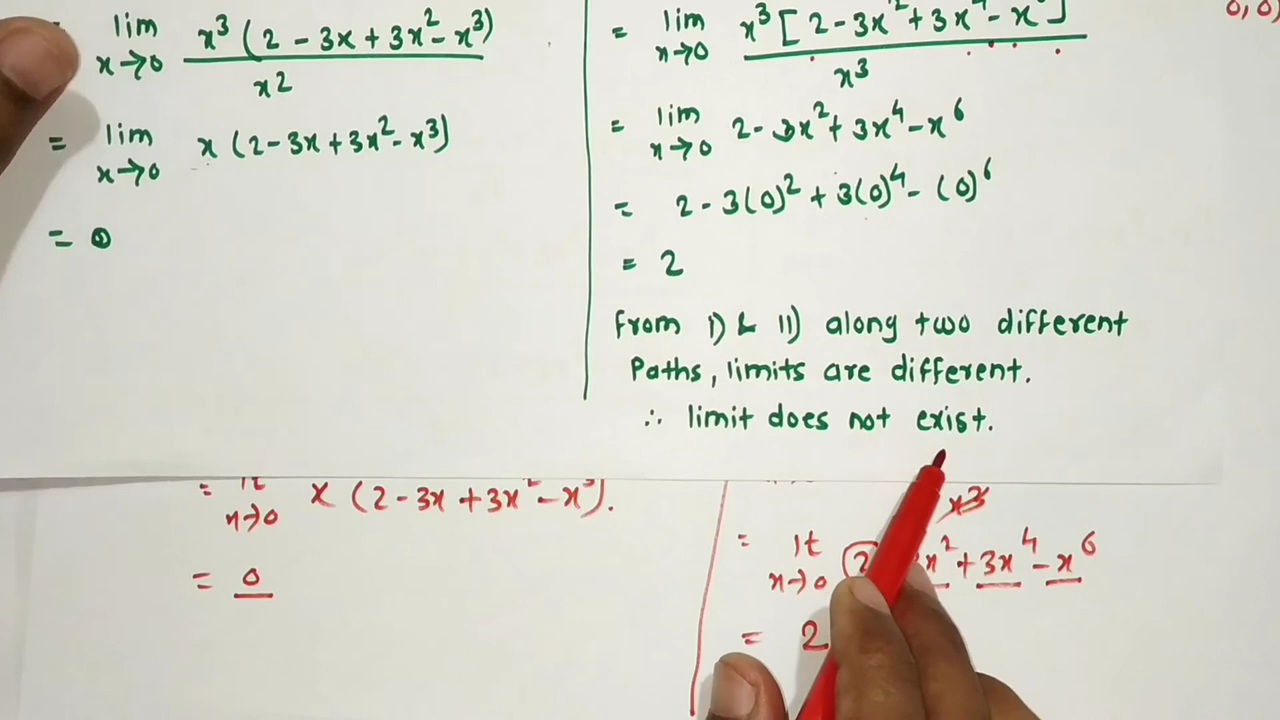 lim x→0 x³ (2 - 3x + 3x² - x³) / x²
= lim x→0 x (2 - 3x + 3x² - x³)
= 0
= lim x→0 x³ [2 - 3x² + 3x⁴ - x⁶] / x³
= lim x→0 2 - 3x² + 3x⁴ - x⁶
= 2 - 3(0)² + 3(0)⁴ - (0)⁶
= 2
From I) & II) along two different
Paths, limits are different.
∴ limit does not exist.
0, 0)
= lt x→0 x (2 - 3x + 3x² - x³).
= 0
x3
= lt x→0 2 x² + 3x⁴ - x⁶
= 2